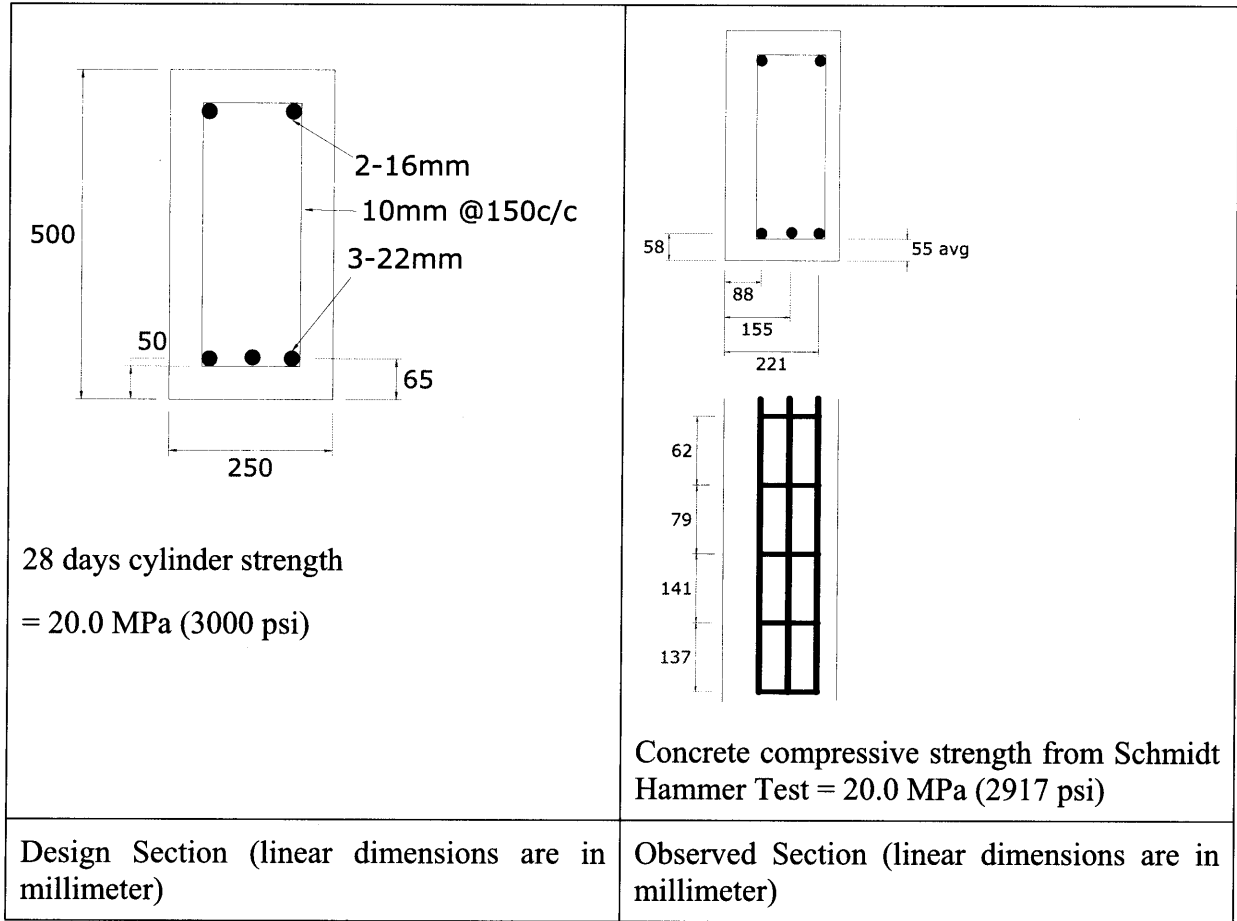 500
2-16mm
10mm @150c/c
3-22mm
50
65
250
28 days cylinder strength
= 20.0 MPa (3000 psi)
58
55 avg
88
155
221
62
79
141
137
Concrete compressive strength from Schmidt
Hammer Test = 20.0 MPa (2917 psi)
Design Section (linear dimensions are in
millimeter)
Observed Section (linear dimensions are in
millimeter)